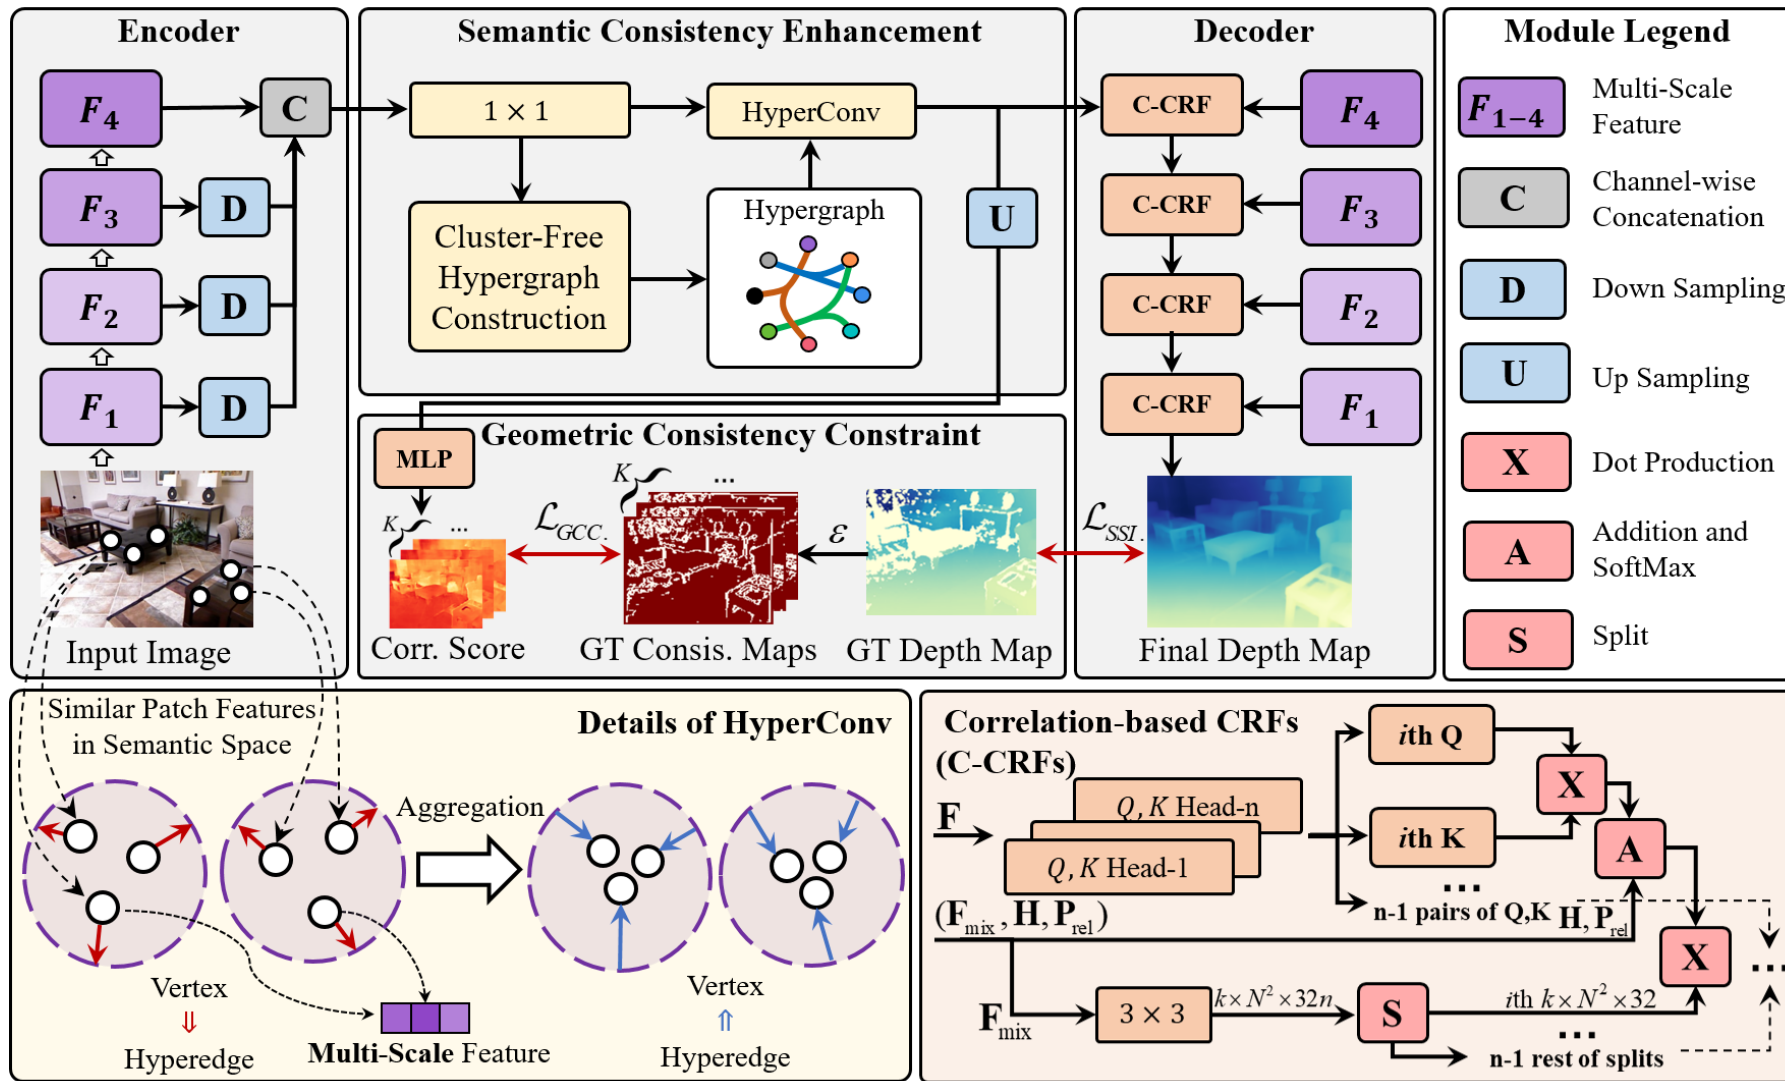 Encoder
F4
C
F3
D
F2
D
F1
D
Input Image
Semantic Consistency Enhancement
1 × 1
HyperConv
Cluster-Free
Hypergraph
Construction
Hypergraph
U
Geometric Consistency Constraint
MLP
K
...
Corr. Score
ℒGCC.
K
...
GT Consis. Maps
ε
GT Depth Map
ℒSSI.
Decoder
C-CRF
F4
C-CRF
F3
C-CRF
F2
C-CRF
F1
Final Depth Map
Module Legend
F1−4
Multi-Scale
Feature
C
Channel-wise
Concatenation
D
Down Sampling
U
Up Sampling
X
Dot Production
A
Addition and
SoftMax
S
Split
Similar Patch Features
in Semantic Space
Details of HyperConv
Aggregation
Vertex
⇓
Hyperedge
Multi-Scale Feature
Vertex
⇑
Hyperedge
Correlation-based CRFs
(C-CRFs)
F
Q, K Head-n
Q, K Head-1
ith Q
ith K
...
n-1 pairs of Q,K
X
A
H, Prel
(Fmix, H, Prel)
X
...
Fmix
3 × 3
k × N² × 32n
S
ith k × N² × 32
...
n-1 rest of splits